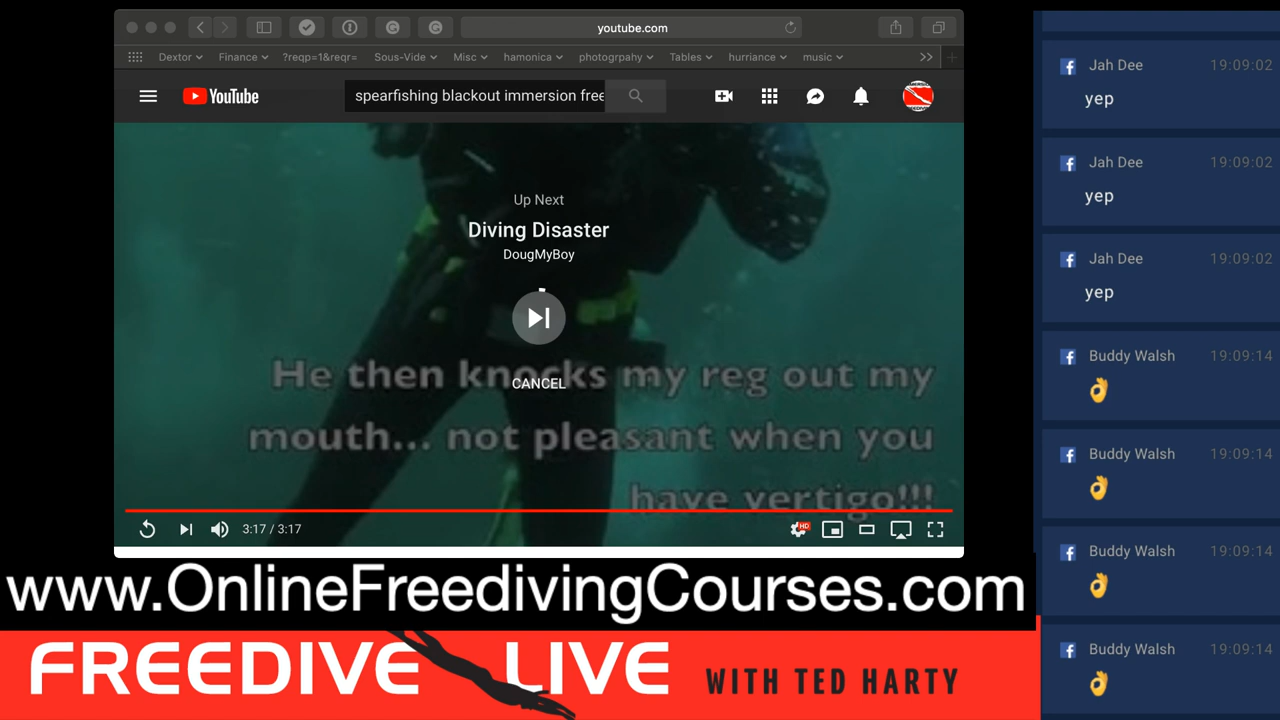 youtube.com
Dextor Finance ?reqp=1&reqr= Sous-Vide Misc hamonica photogrpahy Tables hurriance music
YouTube
spearfishing blackout immersion free
Up Next
Diving Disaster
DougMyBoy
CANCEL
He then knocks my reg out my
mouth... not pleasant when you
have vertigo!!!
3:17 / 3:17
HD
www.OnlineFreedivingCourses.com
FREEDIVE LIVE WITH TED HARTY
Jah Dee 19:09:02
yep
Jah Dee 19:09:02
yep
Jah Dee 19:09:02
yep
Buddy Walsh 19:09:14
👌
Buddy Walsh 19:09:14
👌
Buddy Walsh 19:09:14
👌
Buddy Walsh 19:09:14
👌